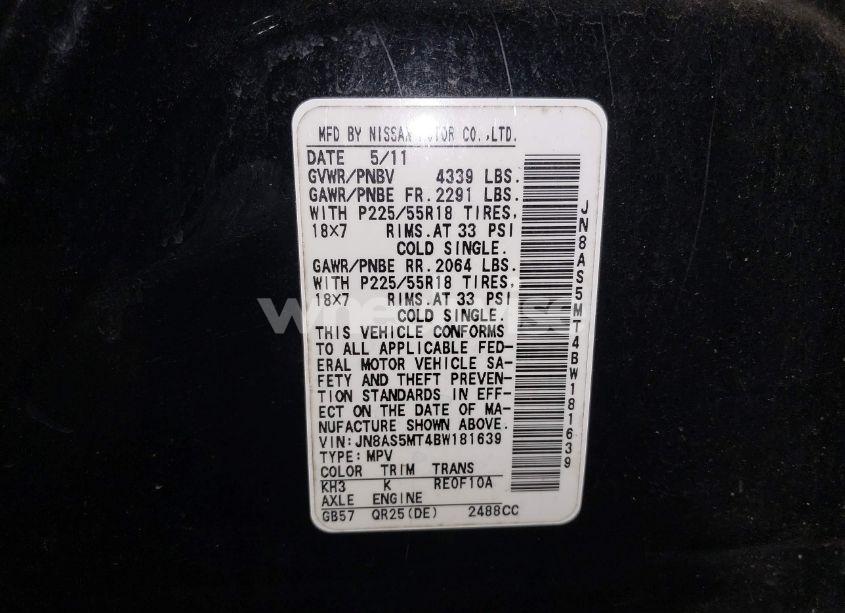 MFD BY NISSAN MOTOR CO.,LTD.
DATE 5/11
GVWR/PNBV 4339 LBS.
GAWR/PNBE FR. 2291 LBS.
WITH P225/55R18 TIRES,
18×7 RIMS. AT 33 PSI
COLD SINGLE.
GAWR/PNBE RR. 2064 LBS.
WITH P225/55R18 TIRES,
18×7 RIMS. AT 33 PSI
COLD SINGLE.
THIS VEHICLE CONFORMS
TO ALL APPLICABLE FED-
ERAL MOTOR VEHICLE SA-
FETY AND THEFT PREVEN-
TION STANDARDS IN EFF-
ECT ON THE DATE OF MA-
NUFACTURE SHOWN ABOVE.
VIN: JN8AS5MT4BW181639
TYPE: MPV
COLOR TRIM TRANS
KH3 K RE0F10A
AXLE ENGINE
GB57 QR25(DE) 2488CC
JN8AS5MT4BW181639